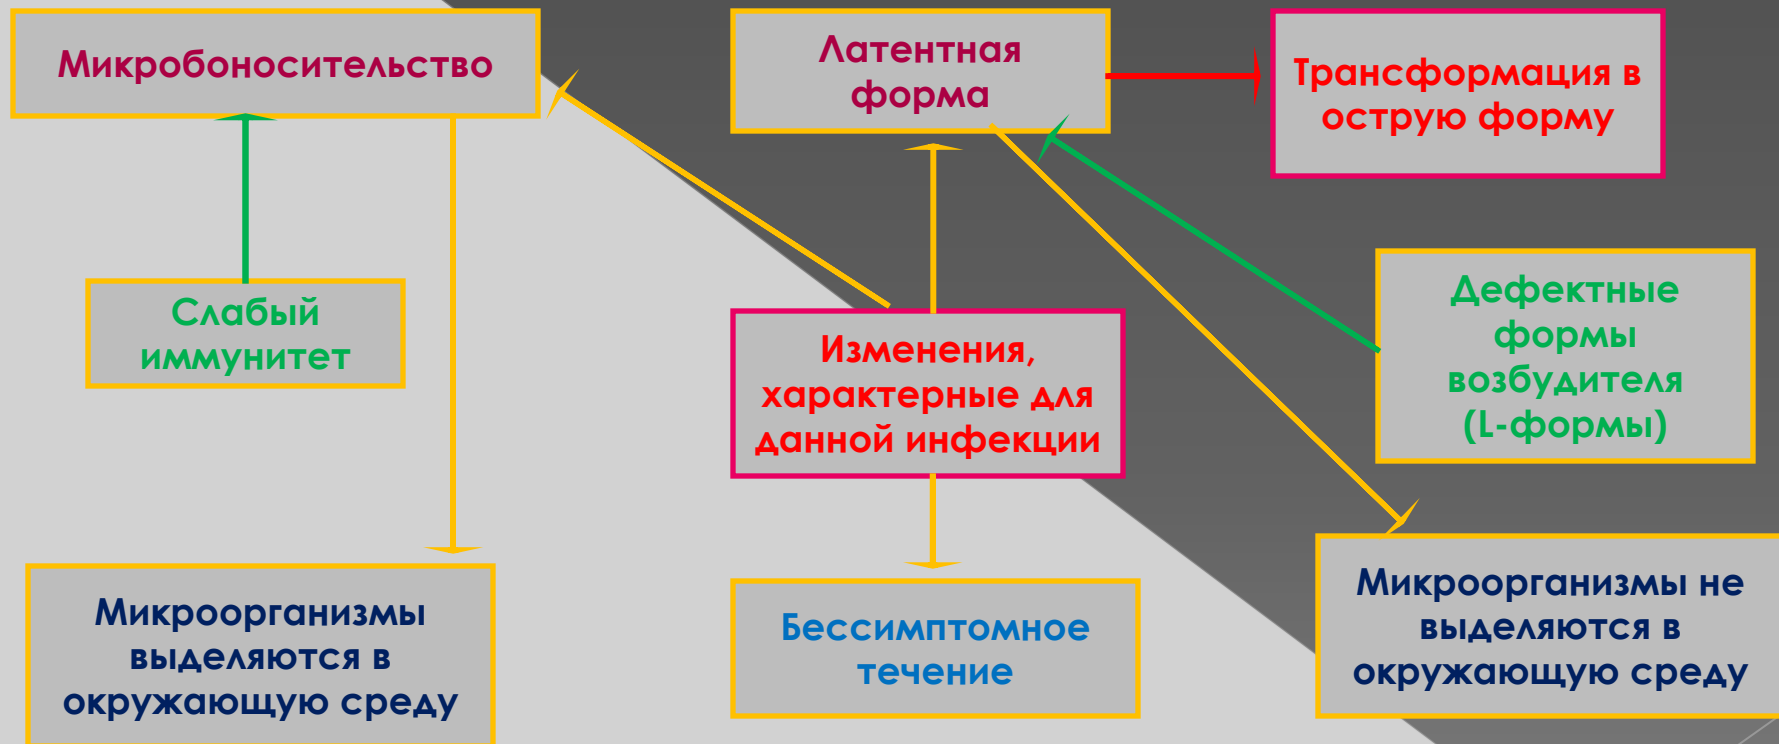 Микробоносительство
Латентная
форма
Трансформация в
острую форму
Слабый
иммунитет
Изменения,
характерные для
данной инфекции
Дефектные
формы
возбудителя
(L-формы)
Микроорганизмы
выделяются в
окружающую среду
Бессимптомное
течение
Микроорганизмы не
выделяются в
окружающую среду